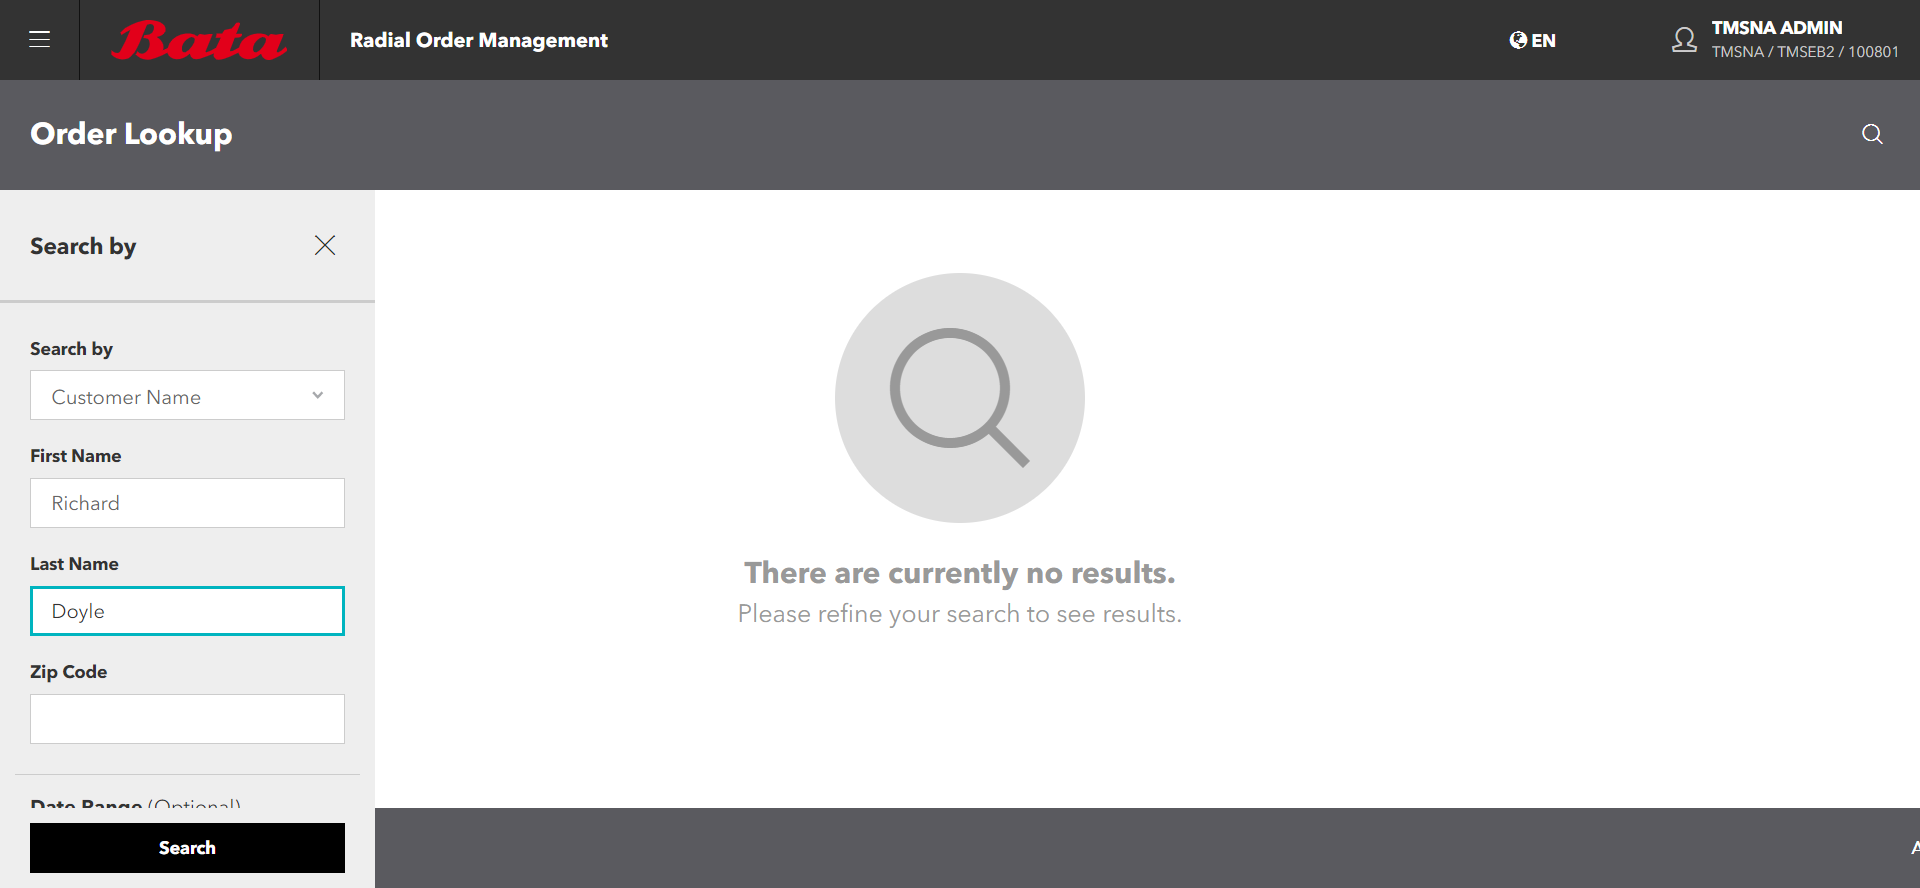 Bata
Radial Order Management
EN
TMSNA ADMIN
TMSNA / TMSEB2 / 100801
Order Lookup
Search by
Search by
Customer Name
First Name
Richard
Last Name
Doyle
Zip Code
Date Range (Optional)
Search
There are currently no results.
Please refine your search to see results.